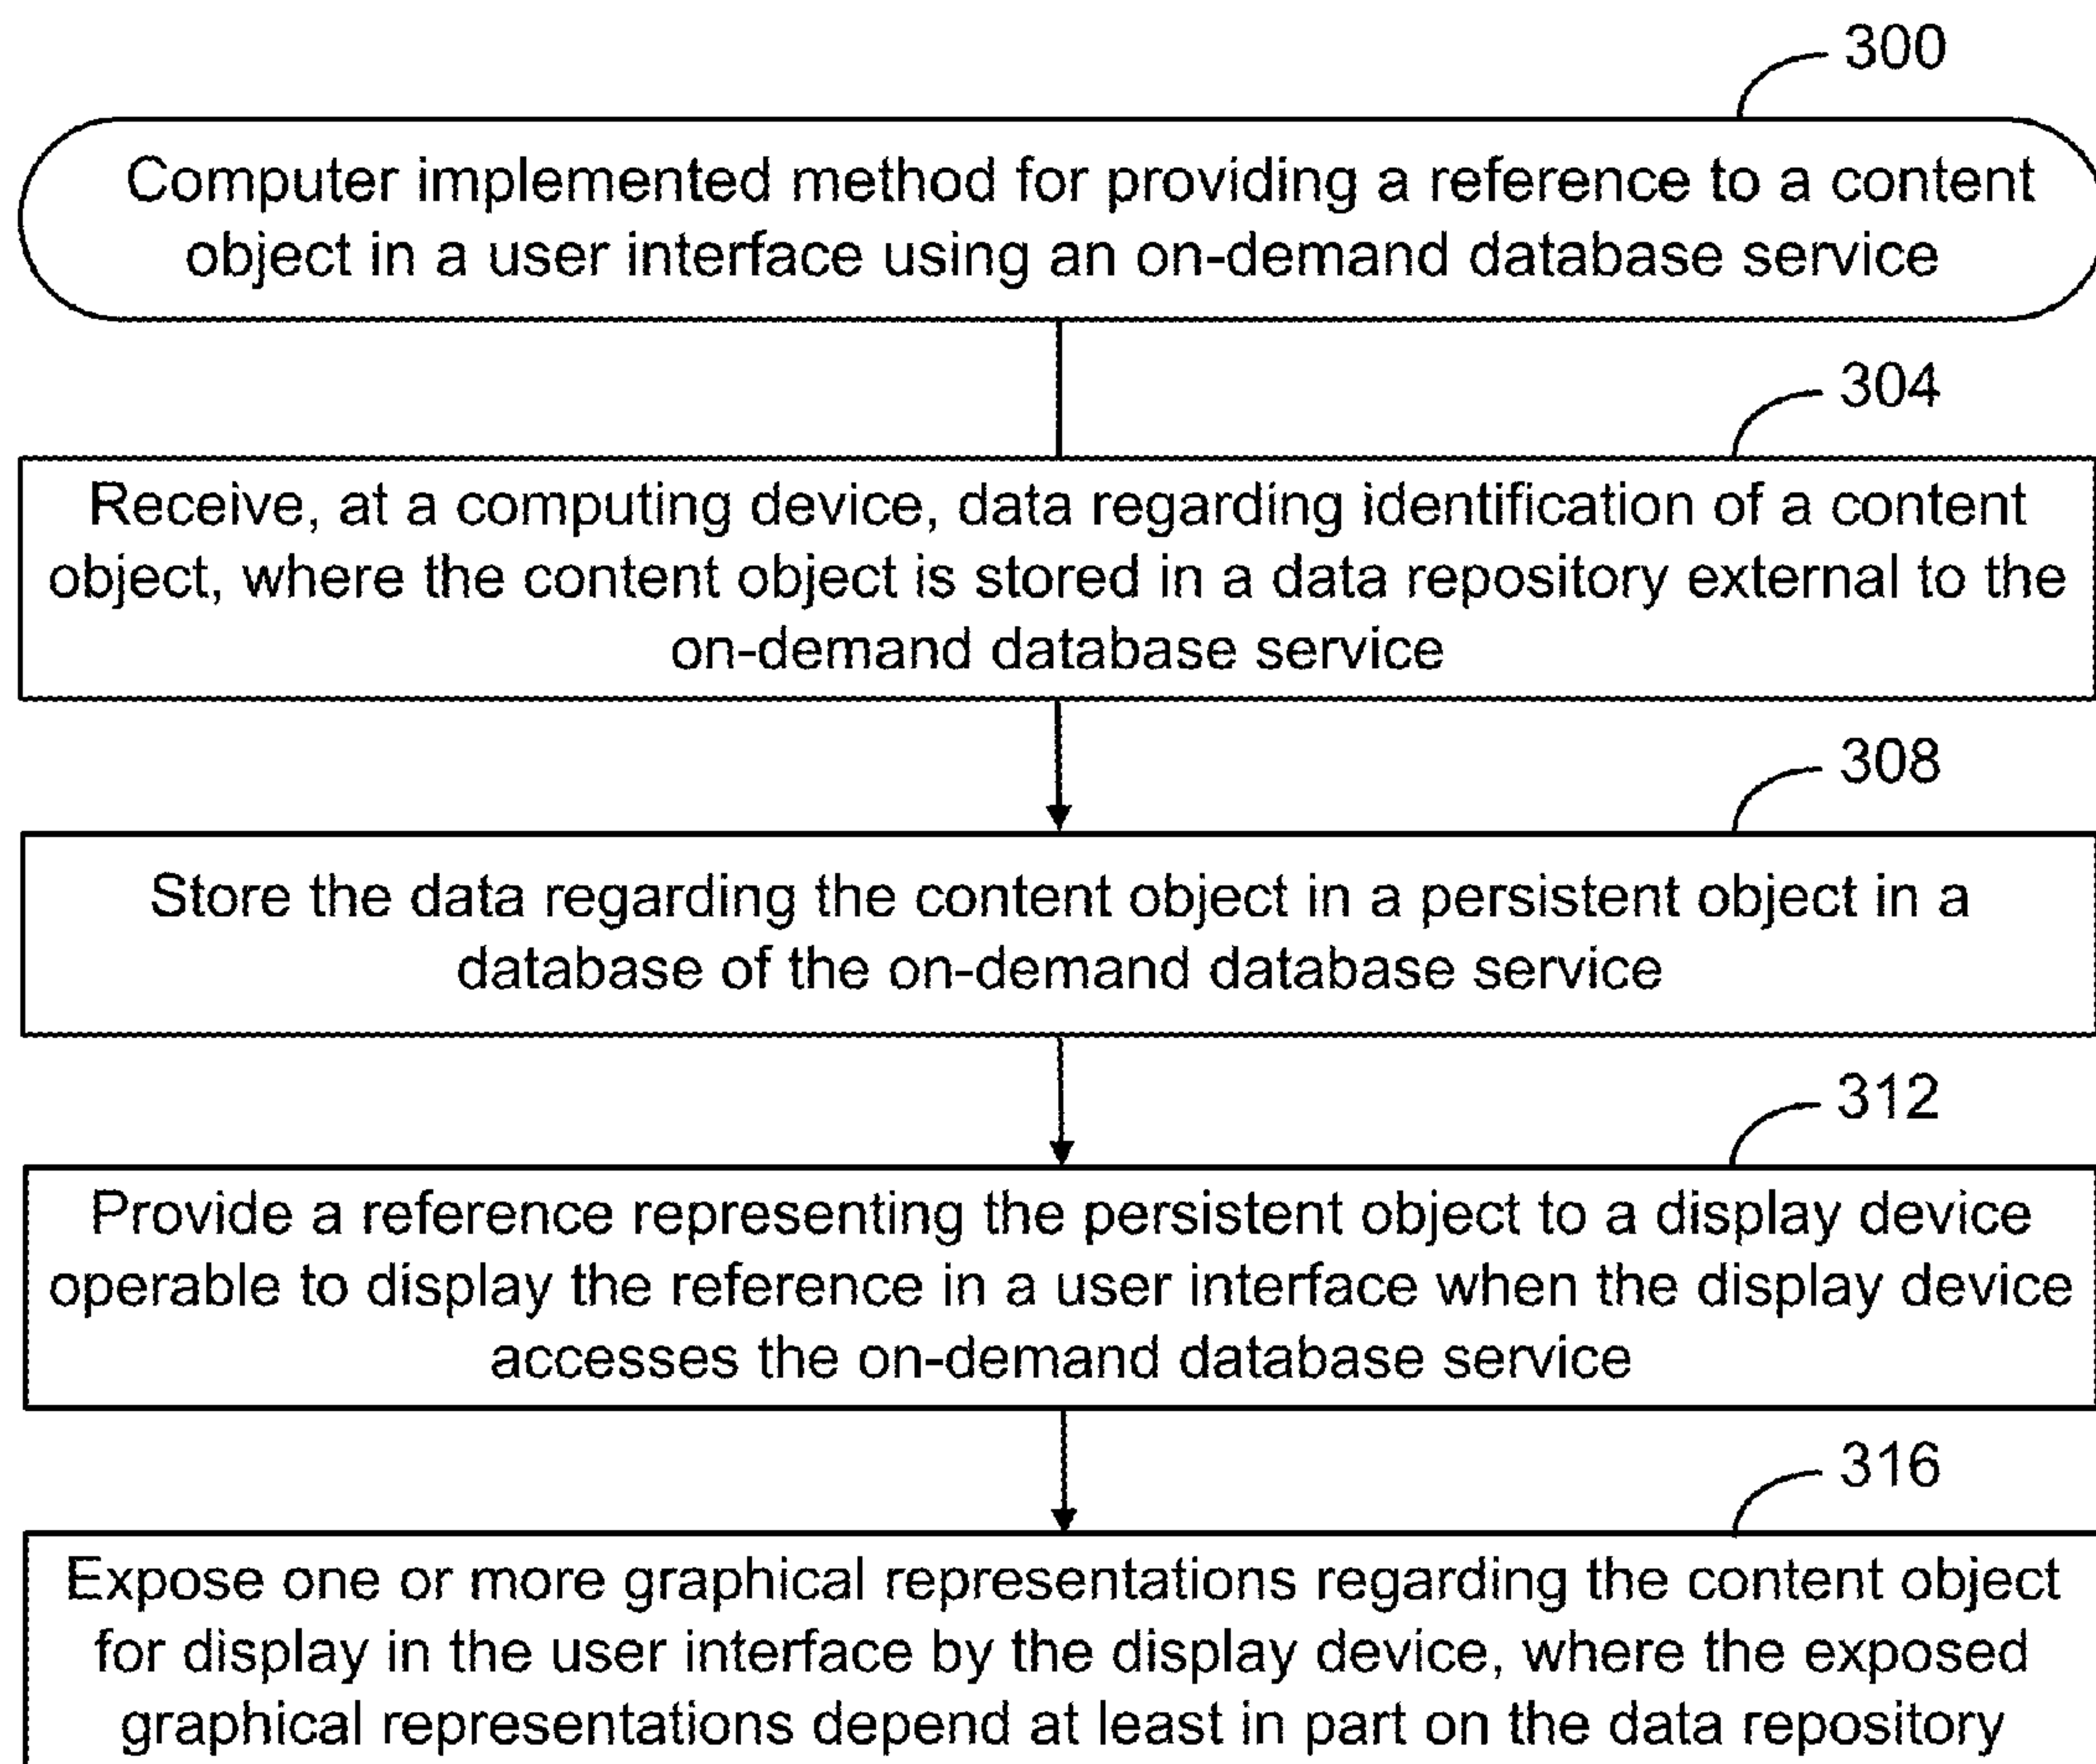 300
Computer implemented method for providing a reference to a content
object in a user interface using an on-demand database service
304
Receive, at a computing device, data regarding identification of a content
object, where the content object is stored in a data repository external to the
on-demand database service
308
Store the data regarding the content object in a persistent object in a
database of the on-demand database service
312
Provide a reference representing the persistent object to a display device
operable to display the reference in a user interface when the display device
accesses the on-demand database service
316
Expose one or more graphical representations regarding the content object
for display in the user interface by the display device, where the exposed
graphical representations depend at least in part on the data repository